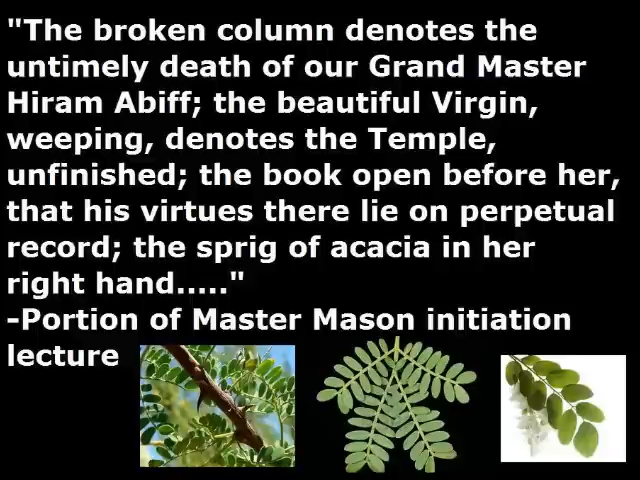 "The broken column denotes the
untimely death of our Grand Master
Hiram Abiff; the beautiful Virgin,
weeping, denotes the Temple,
unfinished; the book open before her,
that his virtues there lie on perpetual
record; the sprig of acacia in her
right hand....."
-Portion of Master Mason initiation
lecture